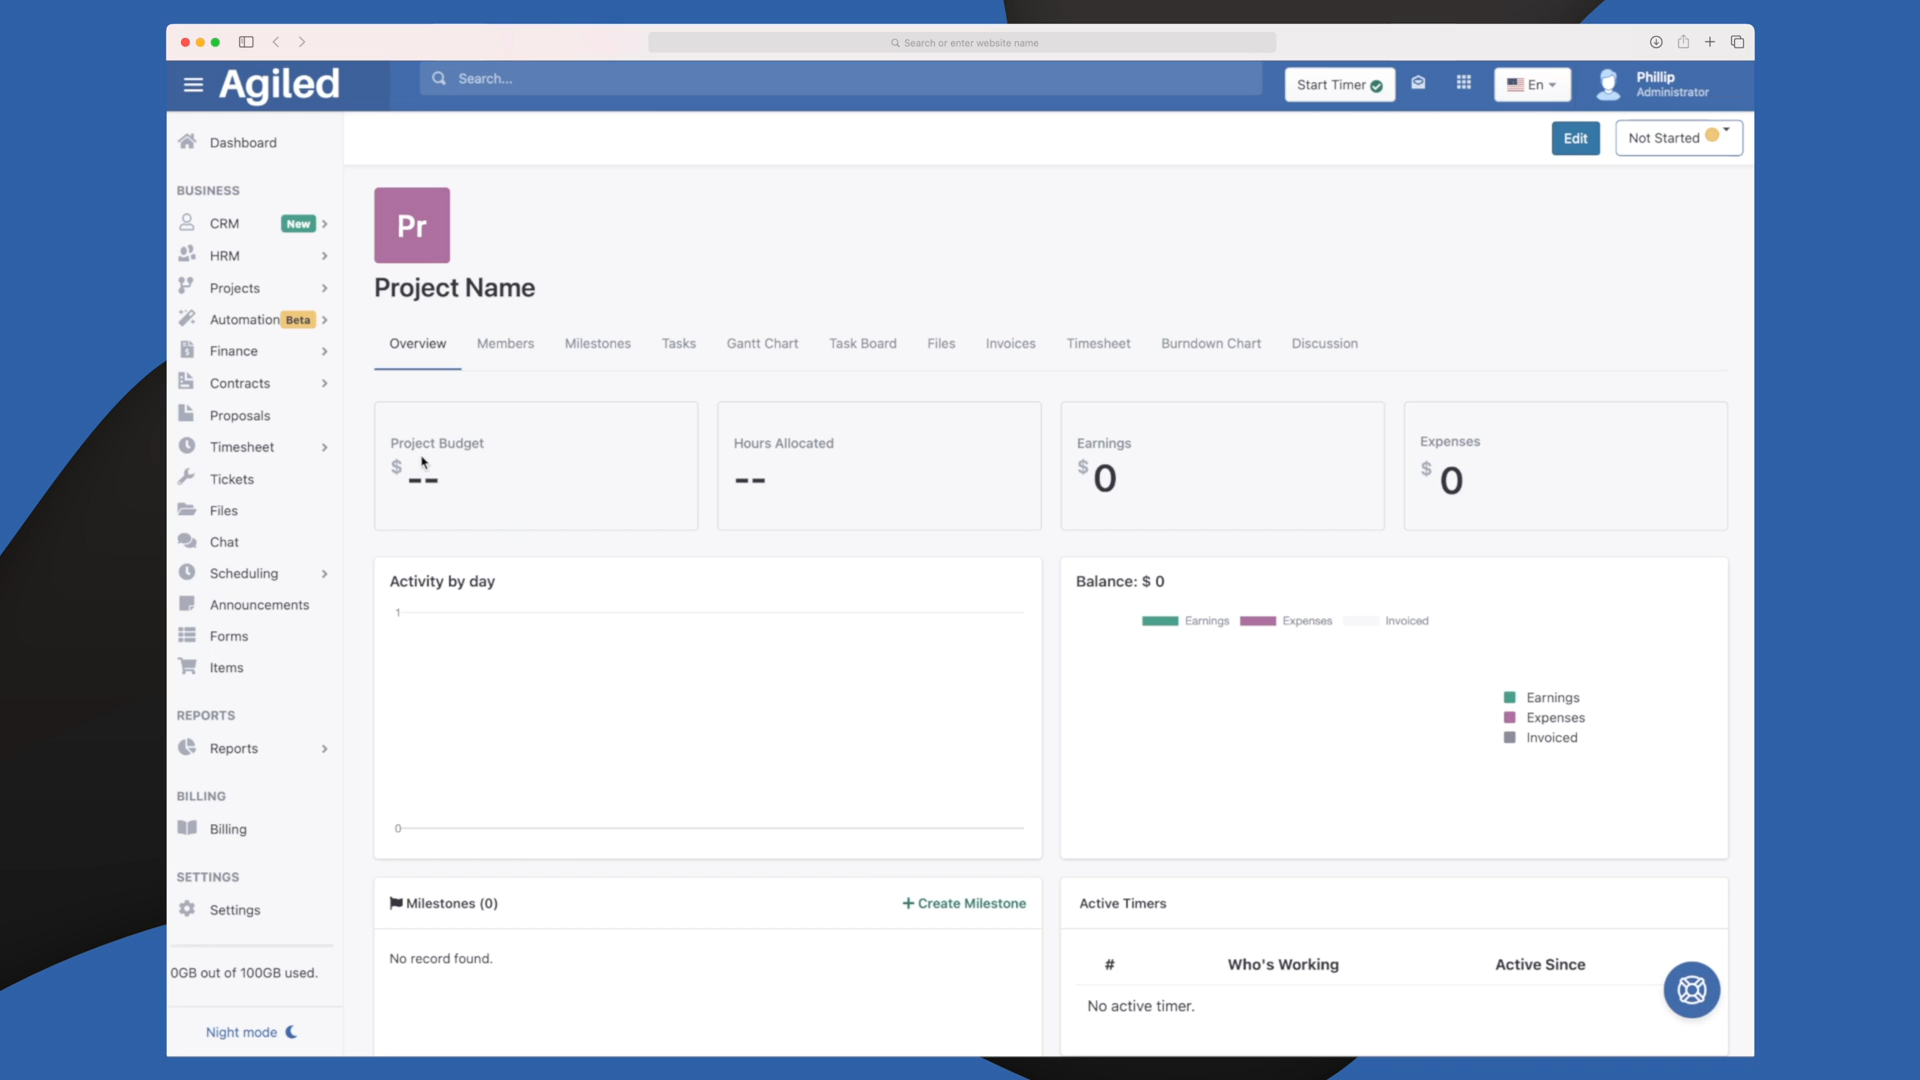 Search or enter website name
Agiled
Search...
Start Timer
En
Phillip
Administrator
Dashboard
Edit
Not Started
BUSINESS
CRM New
HRM
Projects
Automation Beta
Finance
Contracts
Proposals
Timesheet
Tickets
Files
Chat
Scheduling
Announcements
Forms
Items
REPORTS
Reports
BILLING
Billing
SETTINGS
Settings
0GB out of 100GB used.
Night mode
Pr
Project Name
Overview Members Milestones Tasks Gantt Chart Task Board Files Invoices Timesheet Burndown Chart Discussion
Project Budget
$ --
Hours Allocated
--
Earnings
$ 0
Expenses
$ 0
Activity by day
1
0
Balance: $ 0
Earnings Expenses Invoiced
Earnings
Expenses
Invoiced
Milestones (0) + Create Milestone
No record found.
Active Timers
# Who's Working Active Since
No active timer.